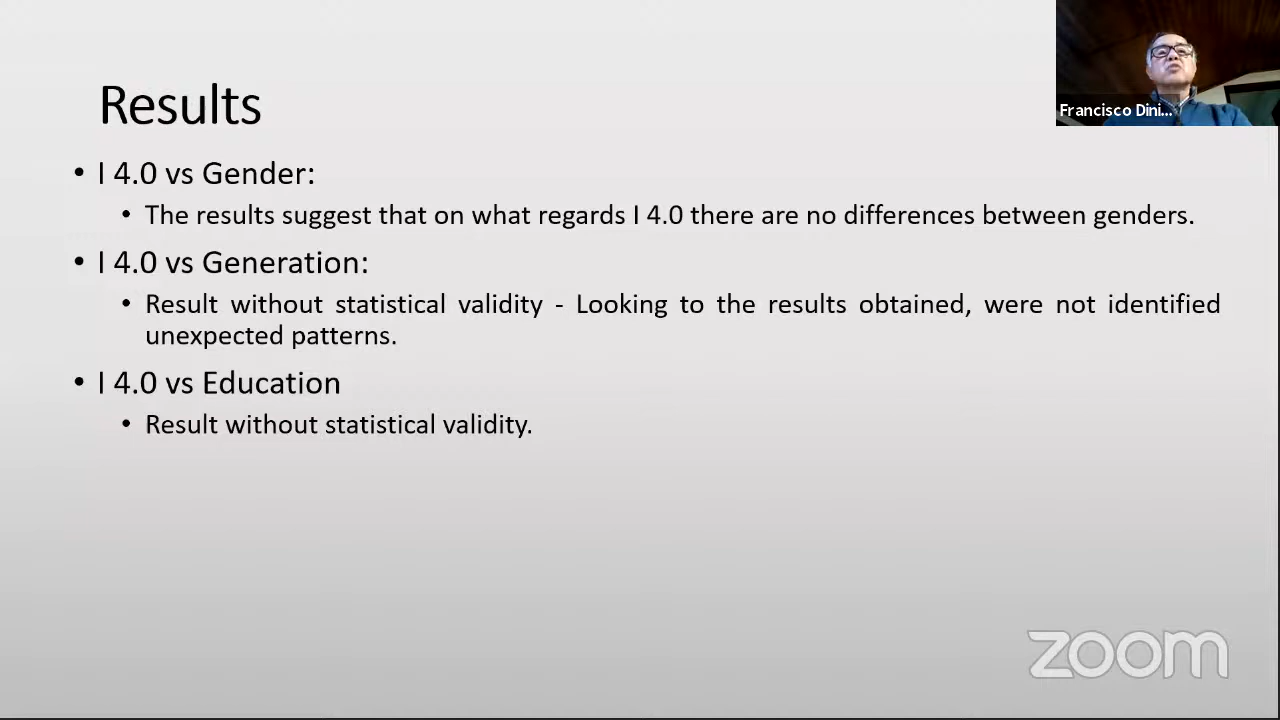 Results
Francisco Dini...
• I 4.0 vs Gender:
• The results suggest that on what regards I 4.0 there are no differences between genders.
• I 4.0 vs Generation:
• Result without statistical validity - Looking to the results obtained, were not identified
unexpected patterns.
• I 4.0 vs Education
• Result without statistical validity.
zoom